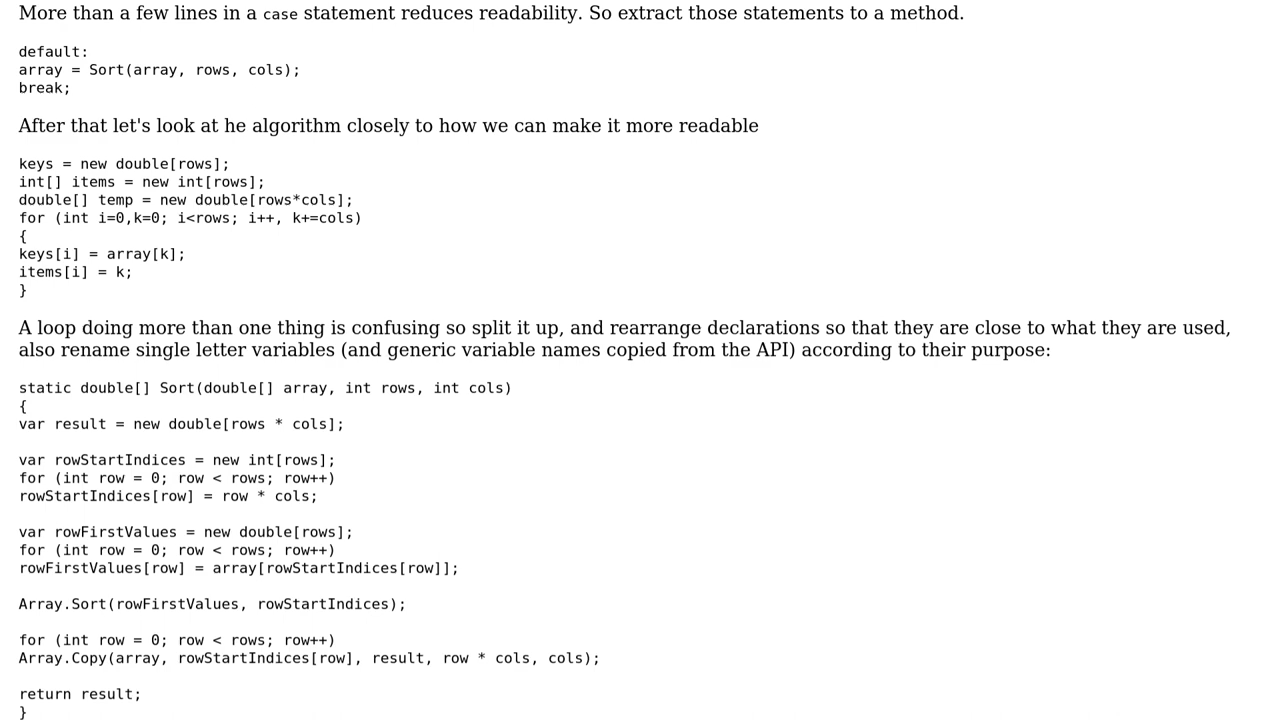 More than a few lines in a case statement reduces readability. So extract those statements to a method.
default:
array = Sort(array, rows, cols);
break;
After that let's look at he algorithm closely to how we can make it more readable
keys = new double[rows];
int[] items = new int[rows];
double[] temp = new double[rows*cols];
for (int i=0,k=0; i<rows; i++, k+=cols)
{
keys[i] = array[k];
items[i] = k;
}
A loop doing more than one thing is confusing so split it up, and rearrange declarations so that they are close to what they are used,
also rename single letter variables (and generic variable names copied from the API) according to their purpose:
static double[] Sort(double[] array, int rows, int cols)
{
var result = new double[rows * cols];
var rowStartIndices = new int[rows];
for (int row = 0; row < rows; row++)
rowStartIndices[row] = row * cols;
var rowFirstValues = new double[rows];
for (int row = 0; row < rows; row++)
rowFirstValues[row] = array[rowStartIndices[row]];
Array.Sort(rowFirstValues, rowStartIndices);
for (int row = 0; row < rows; row++)
Array.Copy(array, rowStartIndices[row], result, row * cols, cols);
return result;
}